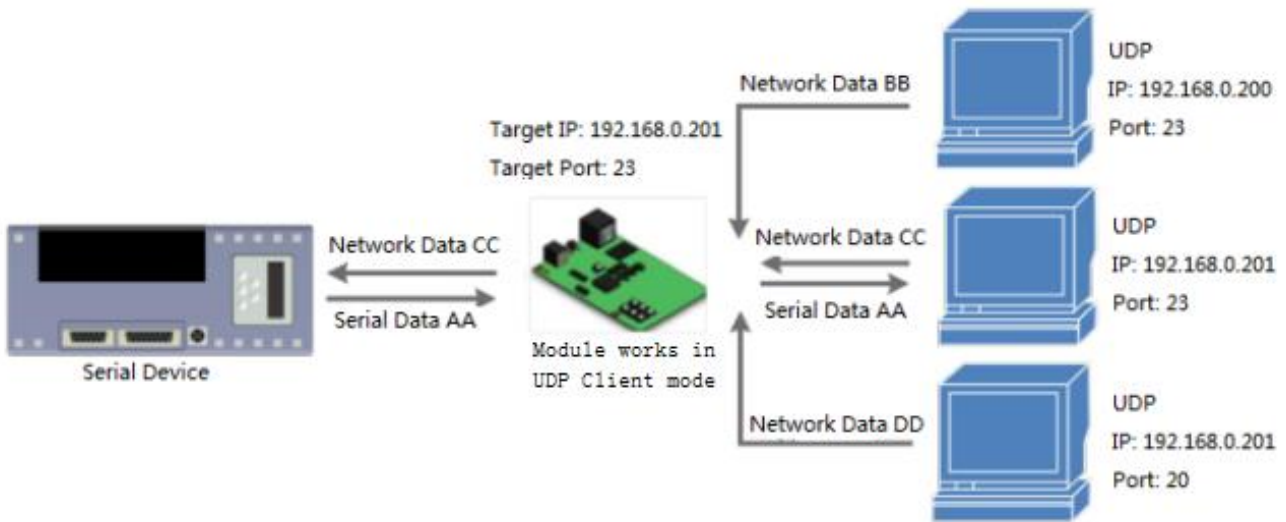 Network Data BB
UDP
IP: 192.168.0.200
Port: 23
Target IP: 192.168.0.201
Target Port: 23
Network Data CC
Serial Data AA
Serial Device
Module works in
UDP Client mode
Network Data CC
Serial Data AA
UDP
IP: 192.168.0.201
Port: 23
Network Data DD
UDP
IP: 192.168.0.201
Port: 20